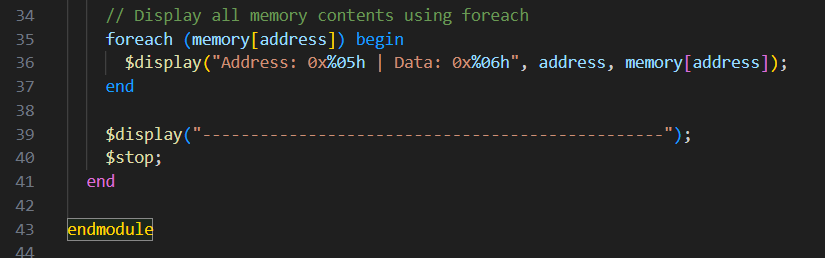 34 // Display all memory contents using foreach
35 foreach (memory[address]) begin
36 $display("Address: 0x%05h | Data: 0x%06h", address, memory[address]);
37 end
38
39 $display("------------------------------------------------");
40 $stop;
41 end
42
43 endmodule
44